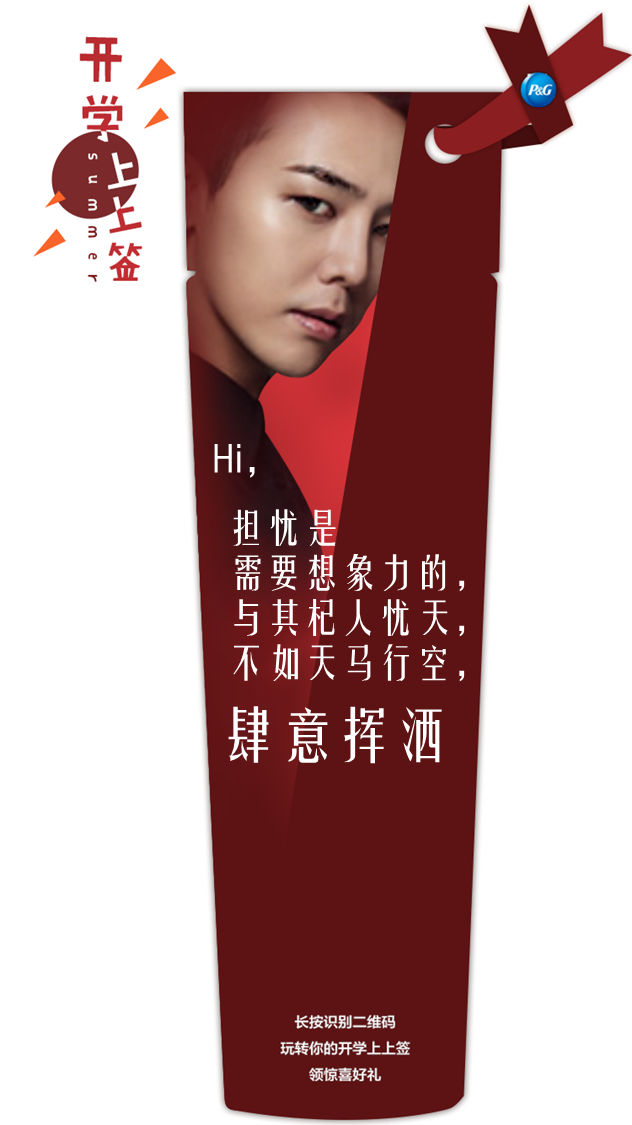 开学上上签
summer
P&G
Hi,
担忧是
需要想象力的，
与其杞人忧天，
不如天马行空，
肆意挥洒
长按识别二维码
玩转你的开学上上签
领惊喜好礼